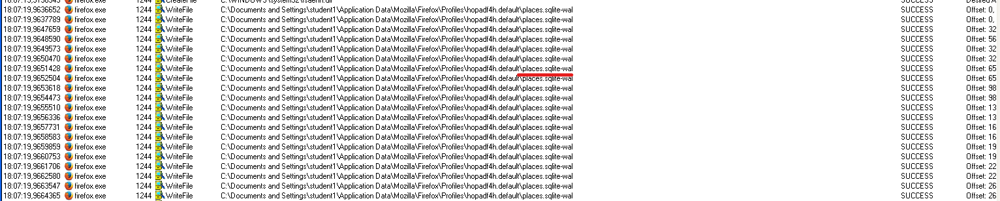 firefox.exe 1244 CreateFile C:\WINDOWS\system32\rsaenh.dll SUCCESS Desired A
18:07:19,9636652 firefox.exe 1244 WriteFile C:\Documents and Settings\student1\Application Data\Mozilla\Firefox\Profiles\hopadf4h.default\places.sqlite-wal SUCCESS Offset: 0,
18:07:19,9637789 firefox.exe 1244 WriteFile C:\Documents and Settings\student1\Application Data\Mozilla\Firefox\Profiles\hopadf4h.default\places.sqlite-wal SUCCESS Offset: 0,
18:07:19,9647659 firefox.exe 1244 WriteFile C:\Documents and Settings\student1\Application Data\Mozilla\Firefox\Profiles\hopadf4h.default\places.sqlite-wal SUCCESS Offset: 32
18:07:19,9648590 firefox.exe 1244 WriteFile C:\Documents and Settings\student1\Application Data\Mozilla\Firefox\Profiles\hopadf4h.default\places.sqlite-wal SUCCESS Offset: 56
18:07:19,9649573 firefox.exe 1244 WriteFile C:\Documents and Settings\student1\Application Data\Mozilla\Firefox\Profiles\hopadf4h.default\places.sqlite-wal SUCCESS Offset: 32
18:07:19,9650470 firefox.exe 1244 WriteFile C:\Documents and Settings\student1\Application Data\Mozilla\Firefox\Profiles\hopadf4h.default\places.sqlite-wal SUCCESS Offset: 32
18:07:19,9651428 firefox.exe 1244 WriteFile C:\Documents and Settings\student1\Application Data\Mozilla\Firefox\Profiles\hopadf4h.default\places.sqlite-wal SUCCESS Offset: 65
18:07:19,9652504 firefox.exe 1244 WriteFile C:\Documents and Settings\student1\Application Data\Mozilla\Firefox\Profiles\hopadf4h.default\places.sqlite-wal SUCCESS Offset: 65
18:07:19,9653618 firefox.exe 1244 WriteFile C:\Documents and Settings\student1\Application Data\Mozilla\Firefox\Profiles\hopadf4h.default\places.sqlite-wal SUCCESS Offset: 98
18:07:19,9654473 firefox.exe 1244 WriteFile C:\Documents and Settings\student1\Application Data\Mozilla\Firefox\Profiles\hopadf4h.default\places.sqlite-wal SUCCESS Offset: 98
18:07:19,9655510 firefox.exe 1244 WriteFile C:\Documents and Settings\student1\Application Data\Mozilla\Firefox\Profiles\hopadf4h.default\places.sqlite-wal SUCCESS Offset: 13
18:07:19,9656336 firefox.exe 1244 WriteFile C:\Documents and Settings\student1\Application Data\Mozilla\Firefox\Profiles\hopadf4h.default\places.sqlite-wal SUCCESS Offset: 13
18:07:19,9657731 firefox.exe 1244 WriteFile C:\Documents and Settings\student1\Application Data\Mozilla\Firefox\Profiles\hopadf4h.default\places.sqlite-wal SUCCESS Offset: 16
18:07:19,9658583 firefox.exe 1244 WriteFile C:\Documents and Settings\student1\Application Data\Mozilla\Firefox\Profiles\hopadf4h.default\places.sqlite-wal SUCCESS Offset: 16
18:07:19,9659859 firefox.exe 1244 WriteFile C:\Documents and Settings\student1\Application Data\Mozilla\Firefox\Profiles\hopadf4h.default\places.sqlite-wal SUCCESS Offset: 19
18:07:19,9660753 firefox.exe 1244 WriteFile C:\Documents and Settings\student1\Application Data\Mozilla\Firefox\Profiles\hopadf4h.default\places.sqlite-wal SUCCESS Offset: 19
18:07:19,9661706 firefox.exe 1244 WriteFile C:\Documents and Settings\student1\Application Data\Mozilla\Firefox\Profiles\hopadf4h.default\places.sqlite-wal SUCCESS Offset: 22
18:07:19,9662580 firefox.exe 1244 WriteFile C:\Documents and Settings\student1\Application Data\Mozilla\Firefox\Profiles\hopadf4h.default\places.sqlite-wal SUCCESS Offset: 22
18:07:19,9663547 firefox.exe 1244 WriteFile C:\Documents and Settings\student1\Application Data\Mozilla\Firefox\Profiles\hopadf4h.default\places.sqlite-wal SUCCESS Offset: 26
18:07:19,9664365 firefox.exe 1244 WriteFile C:\Documents and Settings\student1\Application Data\Mozilla\Firefox\Profiles\hopadf4h.default\places.sqlite-wal SUCCESS Offset: 26